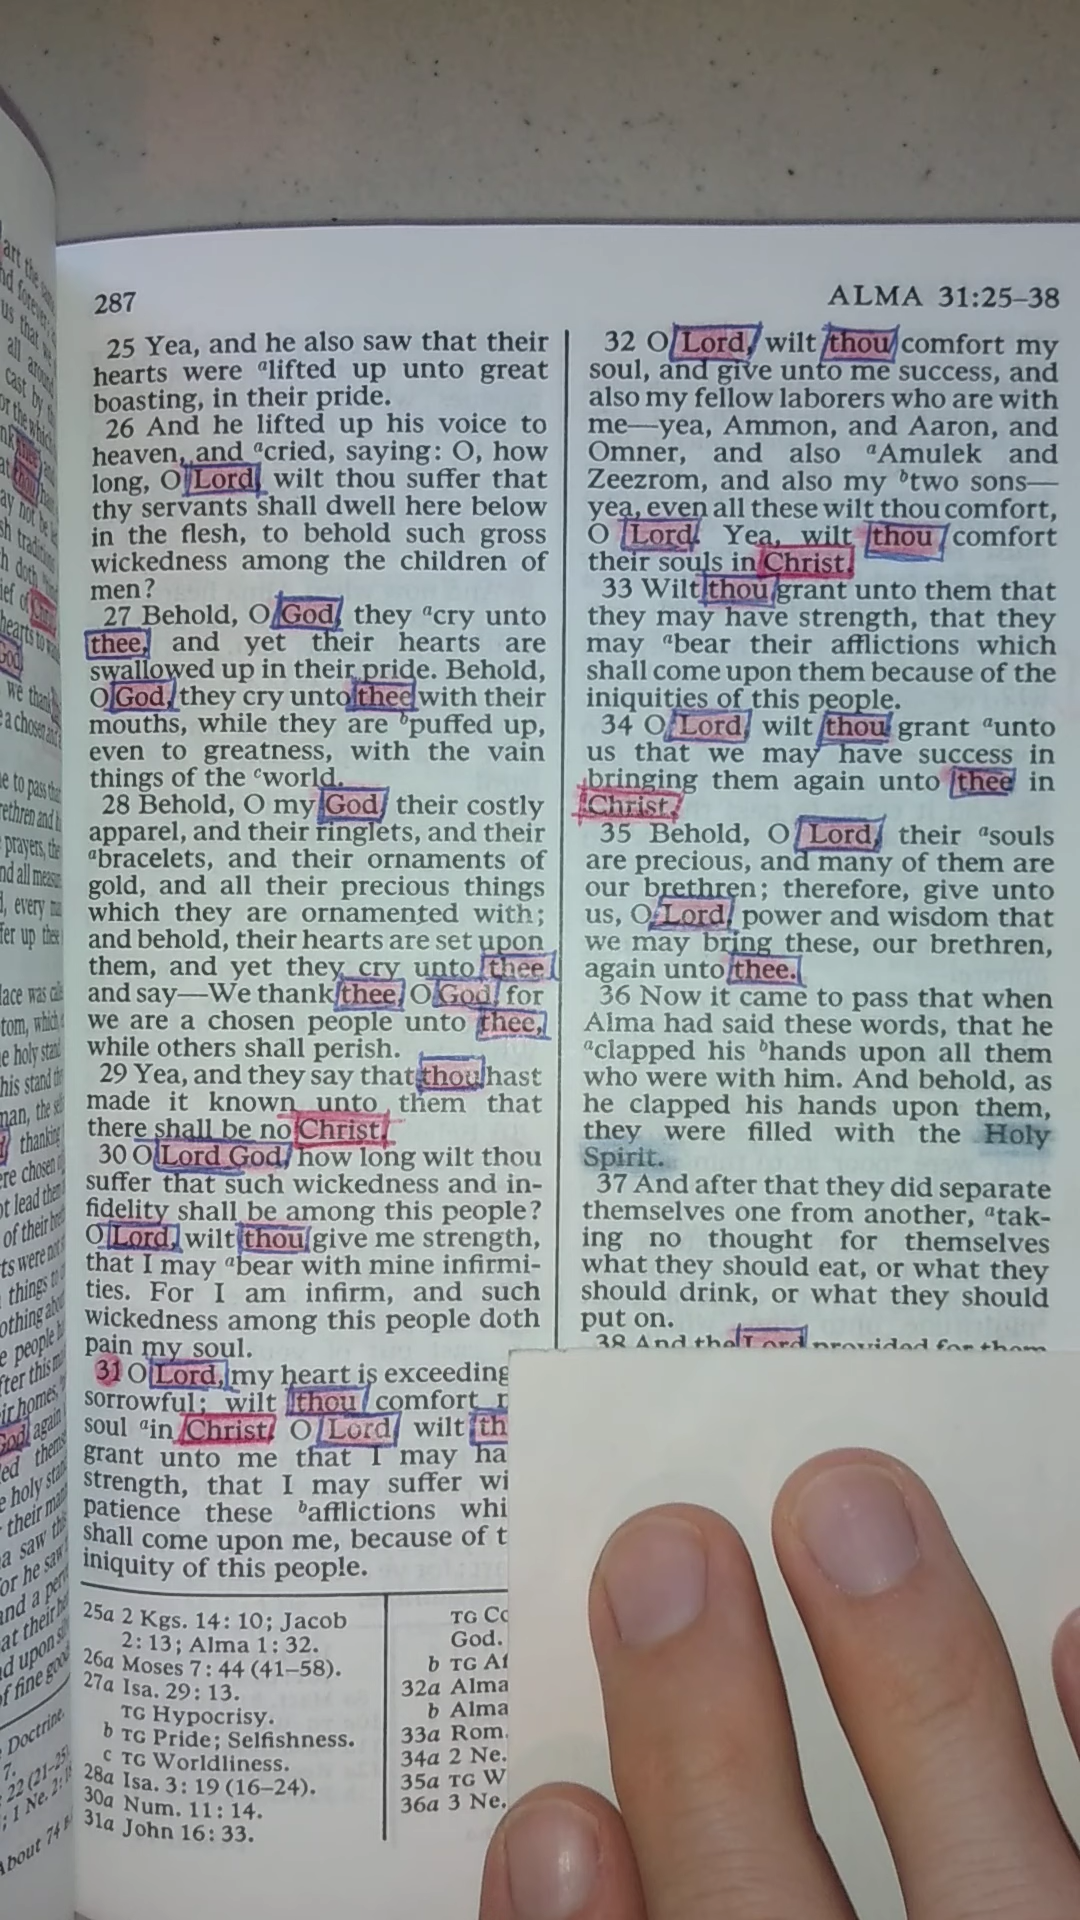 287
ALMA 31:25–38
25 Yea, and he also saw that their
hearts were ᵃlifted up unto great
boasting, in their pride.
26 And he lifted up his voice to
heaven, and ᵃcried, saying: O, how
long, O Lord, wilt thou suffer that
thy servants shall dwell here below
in the flesh, to behold such gross
wickedness among the children of
men?
27 Behold, O God, they ᵃcry unto
thee, and yet their hearts are
swallowed up in their pride. Behold,
O God, they cry unto thee with their
mouths, while they are ᵇpuffed up,
even to greatness, with the vain
things of the ᶜworld.
28 Behold, O my God, their costly
apparel, and their ringlets, and their
ᵃbracelets, and their ornaments of
gold, and all their precious things
which they are ornamented with;
and behold, their hearts are set upon
them, and yet they cry unto thee
and say—We thank thee, O God, for
we are a chosen people unto thee,
while others shall perish.
29 Yea, and they say that thou hast
made it known unto them that
there shall be no Christ.
30 O Lord God, how long wilt thou
suffer that such wickedness and in-
fidelity shall be among this people?
O Lord, wilt thou give me strength,
that I may ᵃbear with mine infirmi-
ties. For I am infirm, and such
wickedness among this people doth
pain my soul.
31 O Lord, my heart is exceeding
sorrowful; wilt thou comfort
soul ᵃin Christ. O Lord, wilt th
grant unto me that I may ha
strength, that I may suffer wi
patience these ᵇafflictions whi
shall come upon me, because of t
iniquity of this people.
32 O Lord, wilt thou comfort my
soul, and give unto me success, and
also my fellow laborers who are with
me—yea, Ammon, and Aaron, and
Omner, and also ᵃAmulek and
Zeezrom, and also my ᵇtwo sons—
yea, even all these wilt thou comfort,
O Lord. Yea, wilt thou comfort
their souls in Christ.
33 Wilt thou grant unto them that
they may have strength, that they
may ᵃbear their afflictions which
shall come upon them because of the
iniquities of this people.
34 O Lord, wilt thou grant ᵃunto
us that we may have success in
bringing them again unto thee in
Christ.
35 Behold, O Lord, their ᵃsouls
are precious, and many of them are
our brethren; therefore, give unto
us, O Lord, power and wisdom that
we may bring these, our brethren,
again unto thee.
36 Now it came to pass that when
Alma had said these words, that he
ᵃclapped his ᵇhands upon all them
who were with him. And behold, as
he clapped his hands upon them,
they were filled with the Holy
Spirit.
37 And after that they did separate
themselves one from another, ᵃtak-
ing no thought for themselves
what they should eat, or what they
should drink, or what they should
put on.
38 And the Lord provided for them
25a 2 Kgs. 14: 10; Jacob
2: 13; Alma 1: 32.
26a Moses 7: 44 (41–58).
27a Isa. 29: 13.
TG Hypocrisy.
b TG Pride; Selfishness.
c TG Worldliness.
28a Isa. 3: 19 (16–24).
30a Num. 11: 14.
31a John 16: 33.
TG
God.
b TG
32a Alma
b Alma
33a Rom.
34a 2 Ne.
35a TG W
36a 3 Ne.